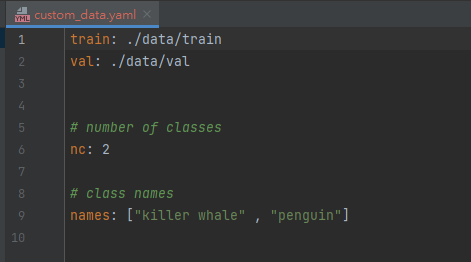 custom_data.yaml
1 train: ./data/train
2 val: ./data/val
3
4
5 # number of classes
6 nc: 2
7
8 # class names
9 names: ["killer whale" , "penguin"]
10
YML